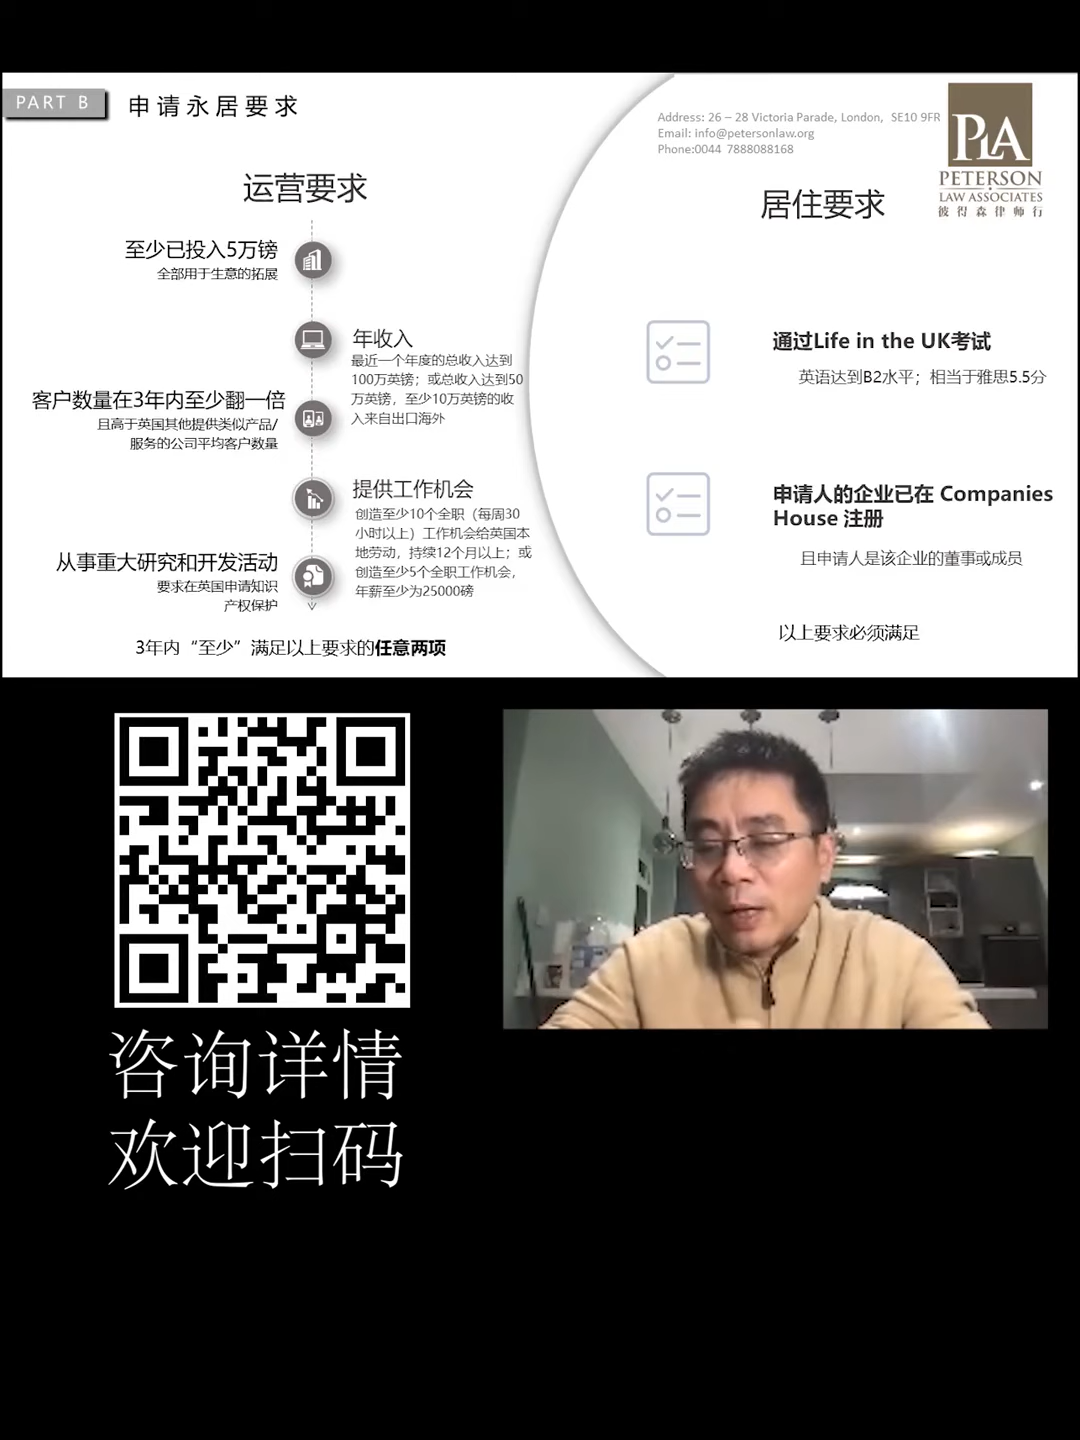 PART B
申请永居要求
Address: 26 – 28 Victoria Parade, London, SE10 9FR
Email: info@petersonlaw.org
Phone:0044 7888088168
PLA
PETERSON
LAW ASSOCIATES
彼得森律师行
运营要求
至少已投入5万镑
全部用于生意的拓展
年收入
最近一个年度的总收入达到
100万英镑；或总收入达到50
万英镑，至少10万英镑的收
入来自出口海外
客户数量在3年内至少翻一倍
且高于英国其他提供类似产品/
服务的公司平均客户数量
提供工作机会
创造至少10个全职（每周30
小时以上）工作机会给英国本
地劳动，持续12个月以上；或
创造至少5个全职工作机会，
年薪至少为25000磅
从事重大研究和开发活动
要求在英国申请知识
产权保护
3年内“至少”满足以上要求的任意两项
居住要求
通过Life in the UK考试
英语达到B2水平；相当于雅思5.5分
申请人的企业已在 Companies
House 注册
且申请人是该企业的董事或成员
以上要求必须满足
咨询详情
欢迎扫码